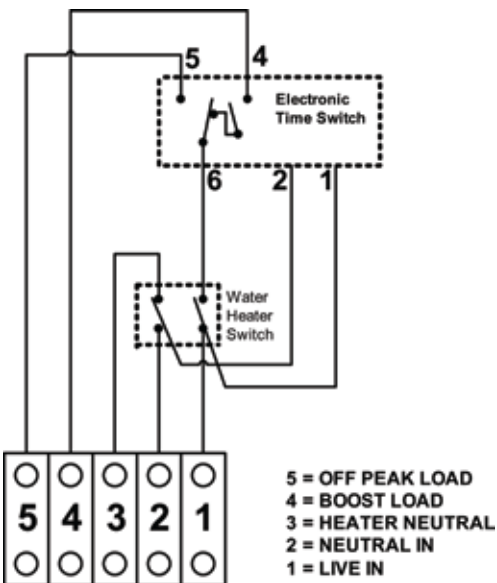 5 4
Electronic
Time Switch
6 2 1
Water
Heater
Switch
5 4 3 2 1
5 = OFF PEAK LOAD
4 = BOOST LOAD
3 = HEATER NEUTRAL
2 = NEUTRAL IN
1 = LIVE IN